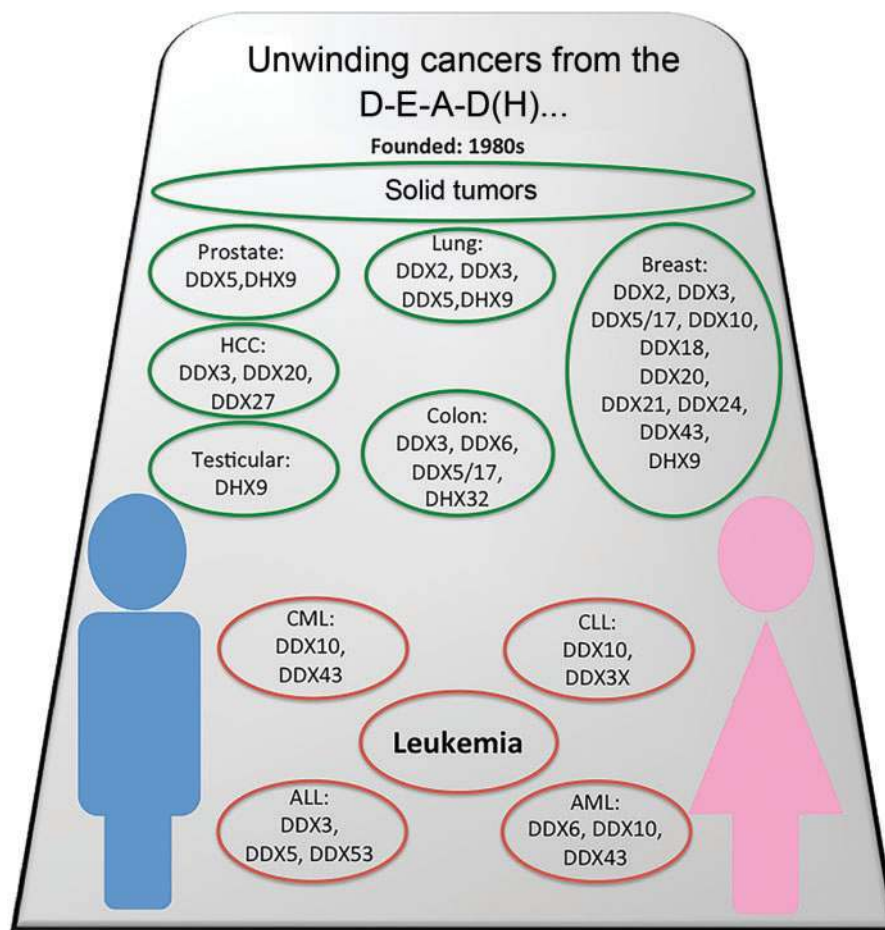 Unwinding cancers from the
D-E-A-D(H)...
Founded: 1980s
Solid tumors
Prostate:
DDX5,DHX9
Lung:
DDX2, DDX3,
DDX5,DHX9
Breast:
DDX2, DDX3,
DDX5/17, DDX10,
DDX18,
DDX20,
DDX21, DDX24,
DDX43,
DHX9
HCC:
DDX3, DDX20,
DDX27
Colon:
DDX3, DDX6,
DDX5/17,
DHX32
Testicular:
DHX9
CML:
DDX10,
DDX43
CLL:
DDX10,
DDX3X
Leukemia
ALL:
DDX3,
DDX5, DDX53
AML:
DDX6, DDX10,
DDX43